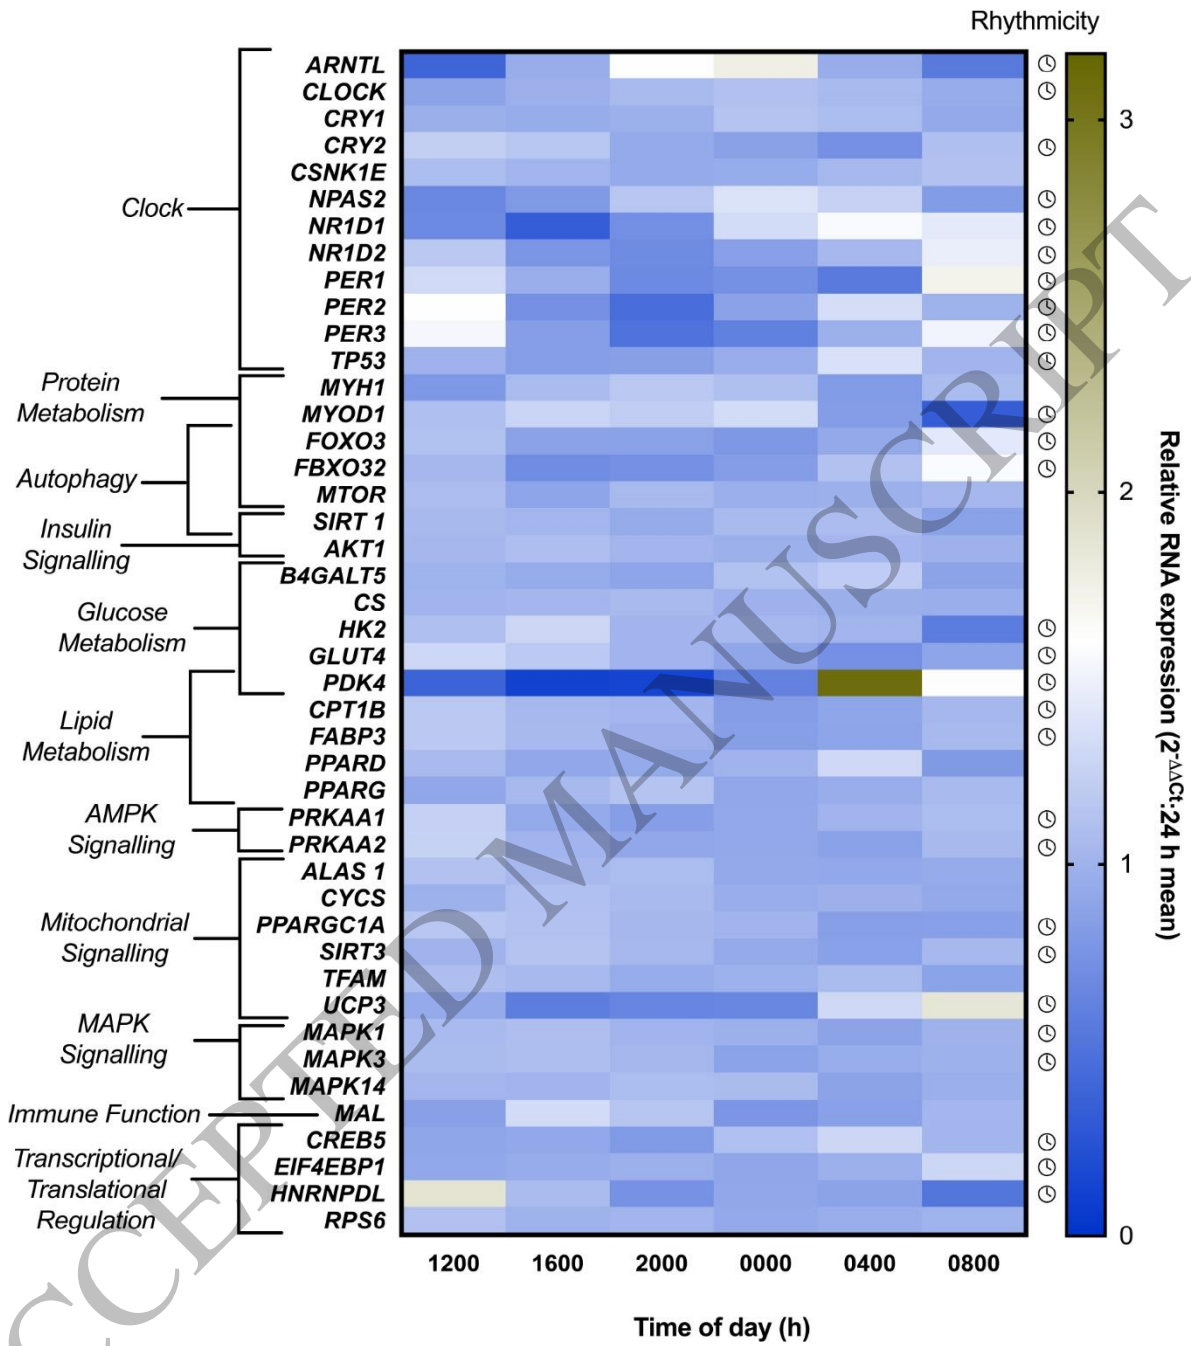 Rhythmicity
ARNTL
CLOCK
CRY1
CRY2
CSNK1E
NPAS2
NR1D1
NR1D2
PER1
PER2
PER3
TP53
MYH1
MYOD1
FOXO3
FBXO32
MTOR
SIRT 1
AKT1
B4GALT5
CS
HK2
GLUT4
PDK4
CPT1B
FABP3
PPARD
PPARG
PRKAA1
PRKAA2
ALAS 1
CYCS
PPARGC1A
SIRT3
TFAM
UCP3
MAPK1
MAPK3
MAPK14
MAL
CREB5
EIF4EBP1
HNRNPDL
RPS6
Clock
Protein
Metabolism
Autophagy
Insulin
Signalling
Glucose
Metabolism
Lipid
Metabolism
AMPK
Signalling
Mitochondrial
Signalling
MAPK
Signalling
Immune Function
Transcriptional/
Translational
Regulation
1200 1600 2000 0000 0400 0800
Time of day (h)
3
2
1
0
Relative RNA expression (2^-ΔΔCt:24 h mean)
CCEPTED MANUSCRIPT